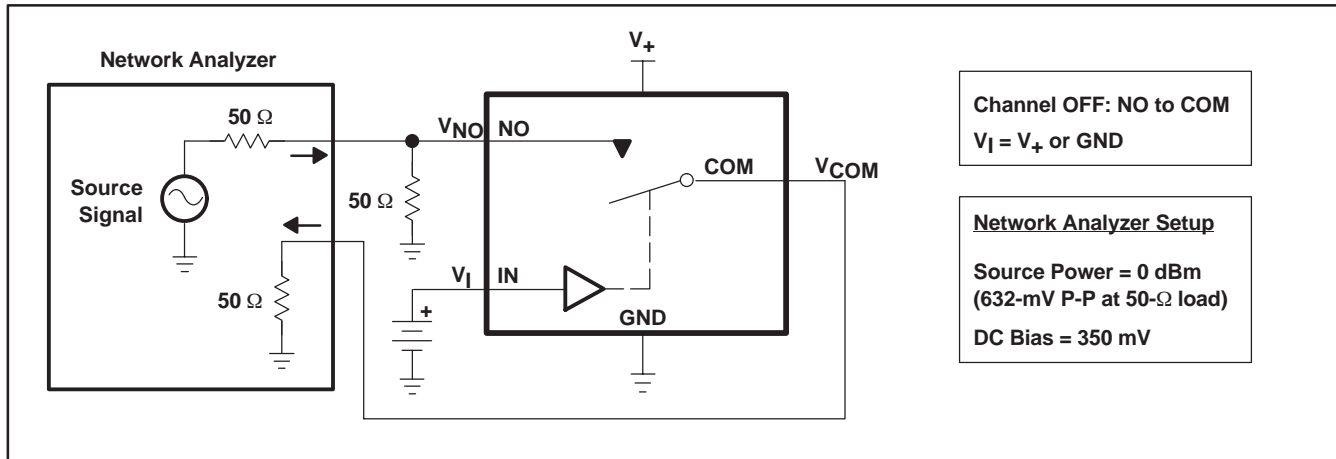 Network Analyzer
50 Ω
Source
Signal
50 Ω
V+
VNO NO
50 Ω
VI IN
+
COM
VCOM
GND
Channel OFF: NO to COM
VI = V+ or GND
Network Analyzer Setup
Source Power = 0 dBm
(632-mV P-P at 50-Ω load)
DC Bias = 350 mV